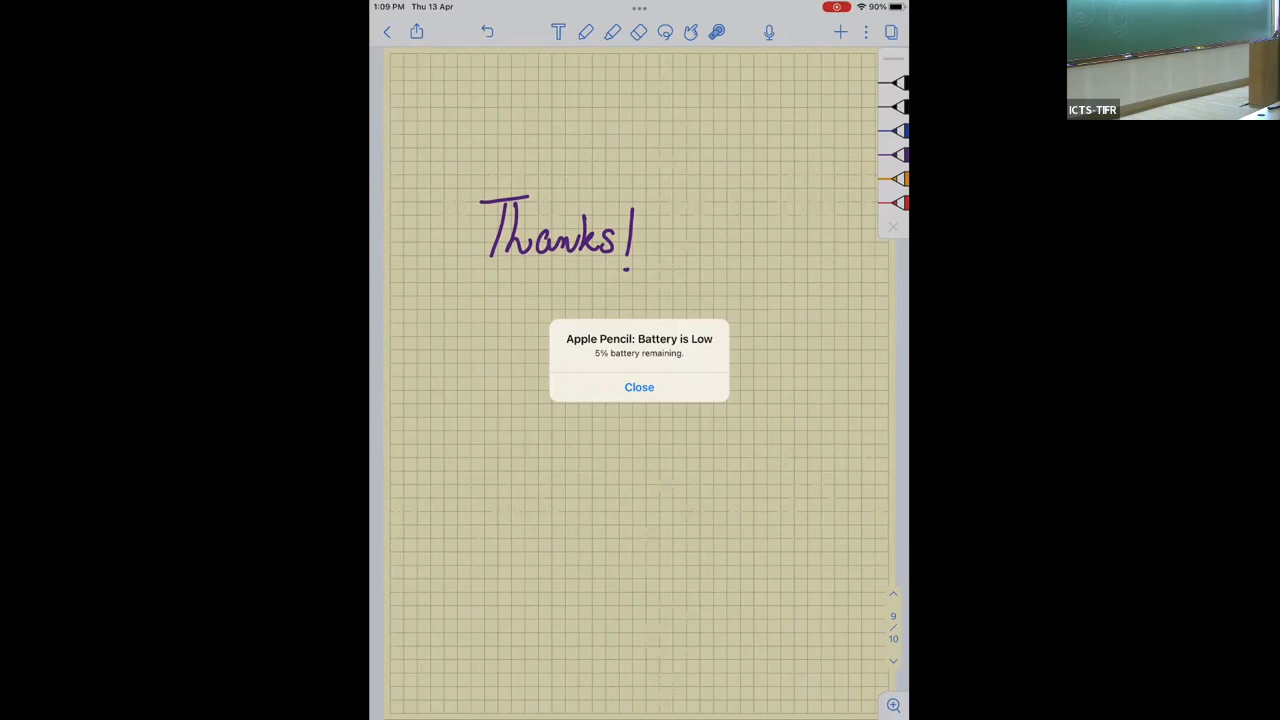 1:09 PM Thu 13 Apr
90%
ICTS-TIFR
Thanks!
Apple Pencil: Battery is Low
5% battery remaining.
Close
9
/
10